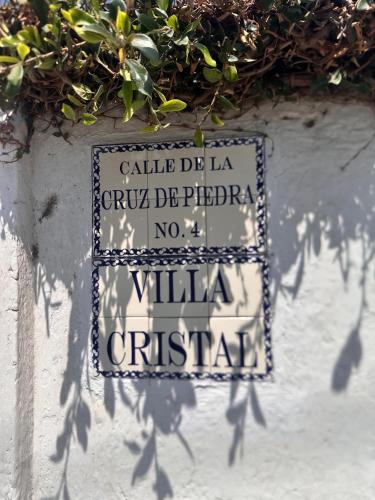 CALLE DE LA
CRUZ DE PIEDRA
NO. 4
VILLA
CRISTAL